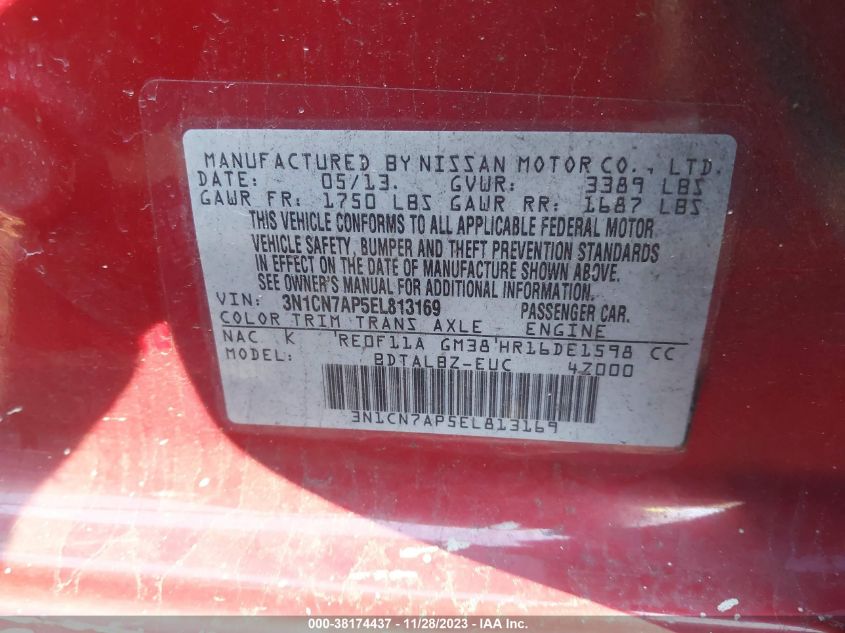 MANUFACTURED BY NISSAN MOTOR CO., LTD.
DATE: 05/13. GVWR: 3389 LBS
GAWR FR: 1750 LBS GAWR RR: 1687 LBS
THIS VEHICLE CONFORMS TO ALL APPLICABLE FEDERAL MOTOR
VEHICLE SAFETY, BUMPER AND THEFT PREVENTION STANDARDS
IN EFFECT ON THE DATE OF MANUFACTURE SHOWN ABOVE.
SEE OWNER'S MANUAL FOR ADDITIONAL INFORMATION.
VIN: 3N1CN7AP5EL813169 PASSENGER CAR.
COLOR TRIM TRANS AXLE ENGINE
NAC K RE0F11A GM38 HR16DE1598 CC
MODEL: BDTALBZ-EUC 4Z000
3N1CN7AP5EL813169
000-38174437 - 11/28/2023 - IEEA - US